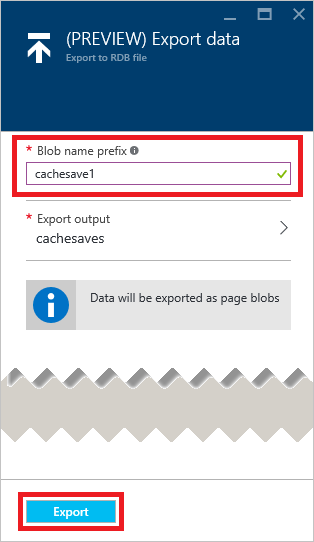 (PREVIEW) Export data
Export to RDB file
* Blob name prefix
cachesave1
* Export output
cachesaves
Data will be exported as page blobs
Export